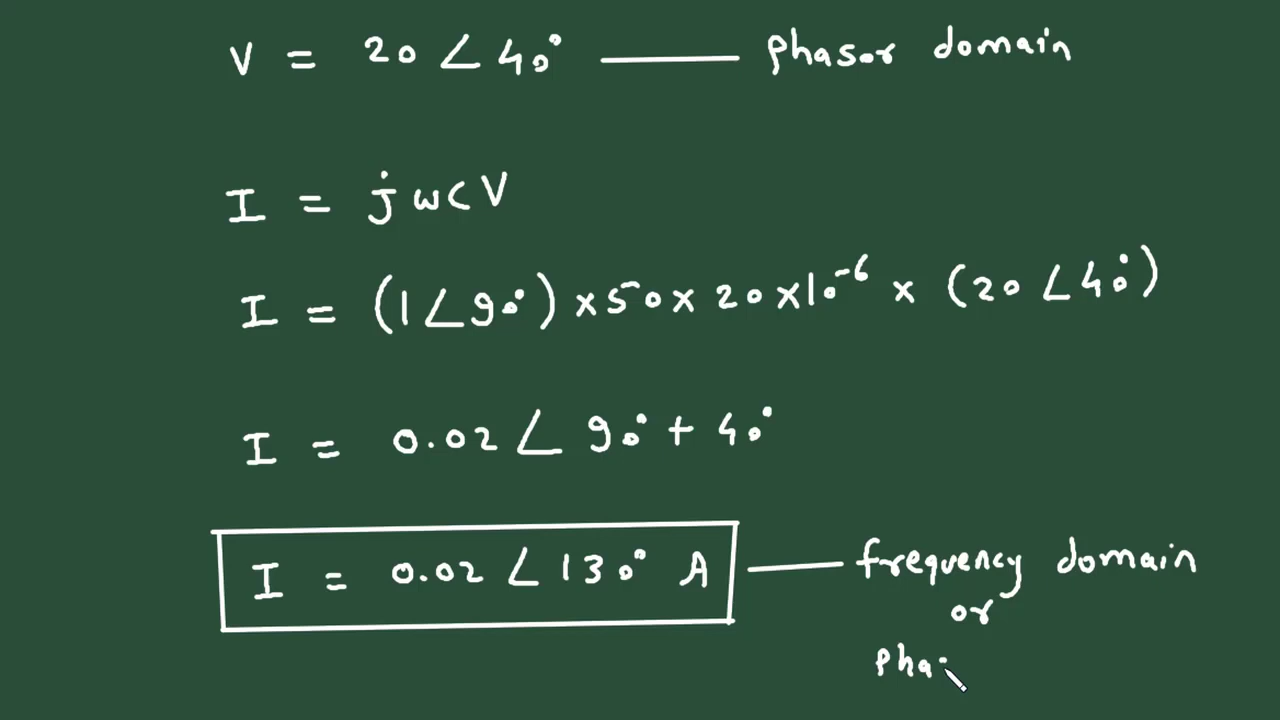 V = 20 ∠ 40° —— phasor domain
I = jωCV
I = (1∠90°) × 50 × 20 × 10⁻⁶ × (20 ∠ 40°)
I = 0.02 ∠ 90° + 40°
I = 0.02 ∠ 130° A —— frequency domain
or
pha